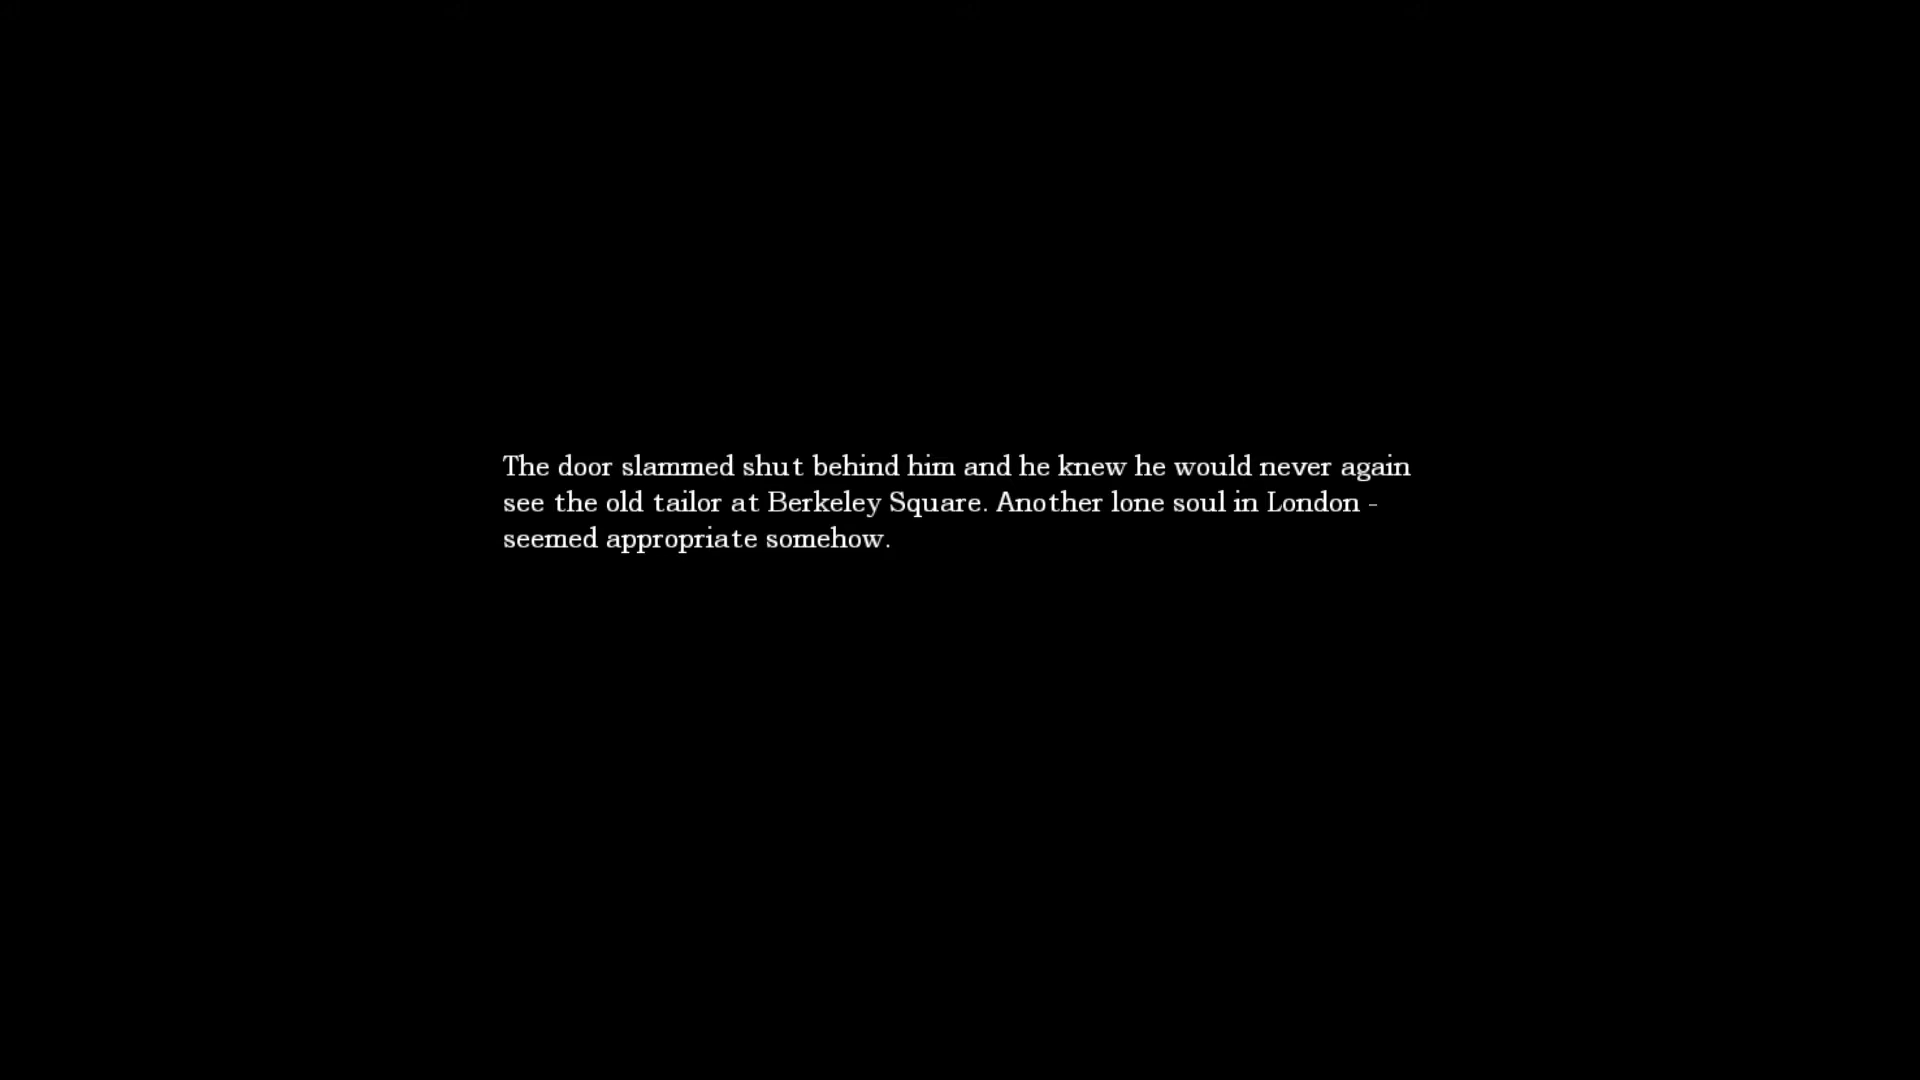 The door slammed shut behind him and he knew he would never again
see the old tailor at Berkeley Square. Another lone soul in London -
seemed appropriate somehow.